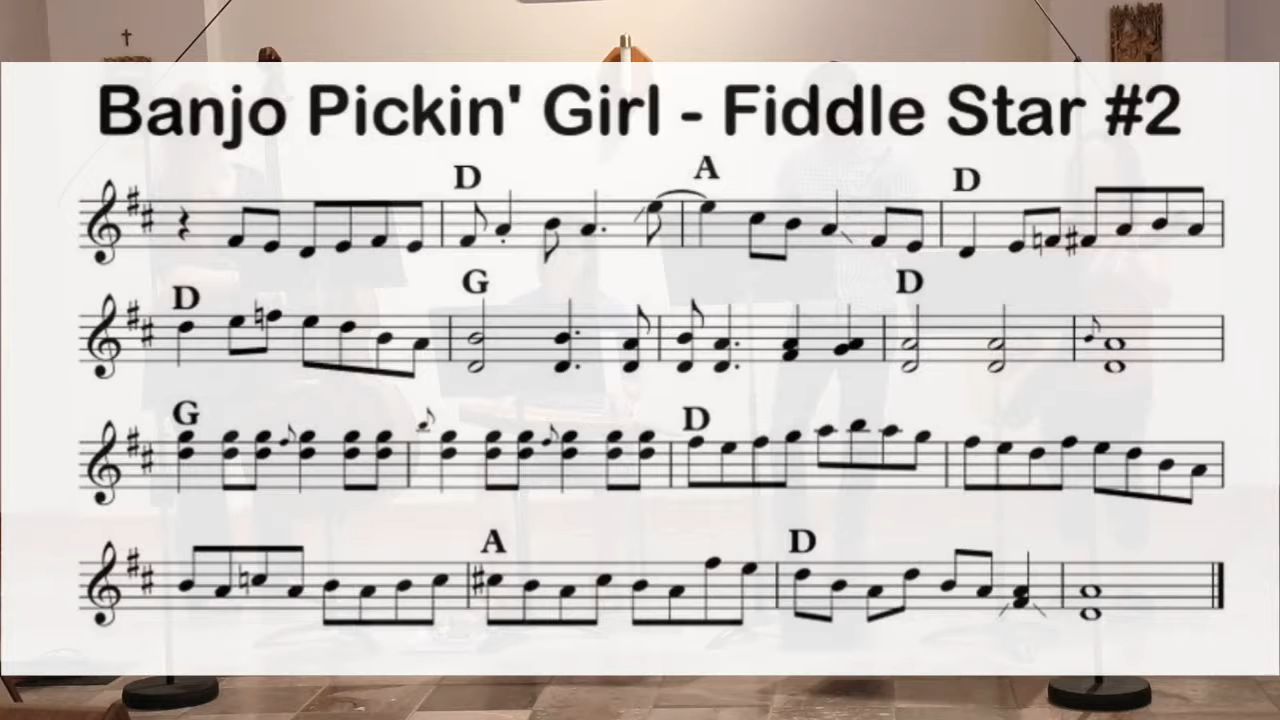 Banjo Pickin' Girl - Fiddle Star #2
D A D
D G D
G D
A D